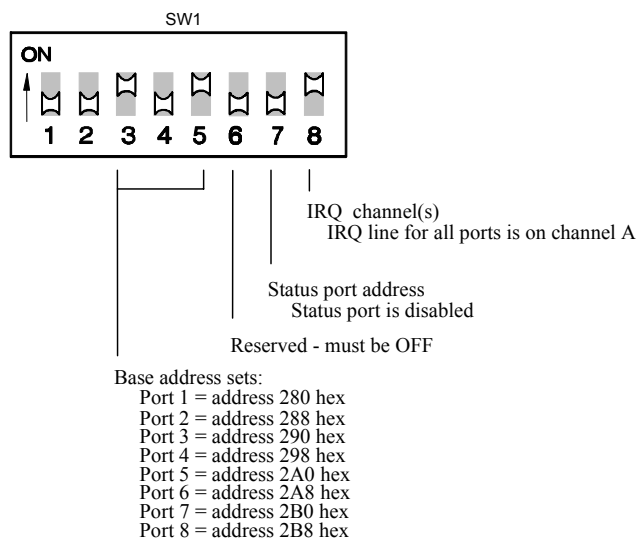 SW1
ON
1 2 3 4 5 6 7 8
IRQ channel(s)
IRQ line for all ports is on channel A
Status port address
Status port is disabled
Reserved - must be OFF
Base address sets:
Port 1 = address 280 hex
Port 2 = address 288 hex
Port 3 = address 290 hex
Port 4 = address 298 hex
Port 5 = address 2A0 hex
Port 6 = address 2A8 hex
Port 7 = address 2B0 hex
Port 8 = address 2B8 hex